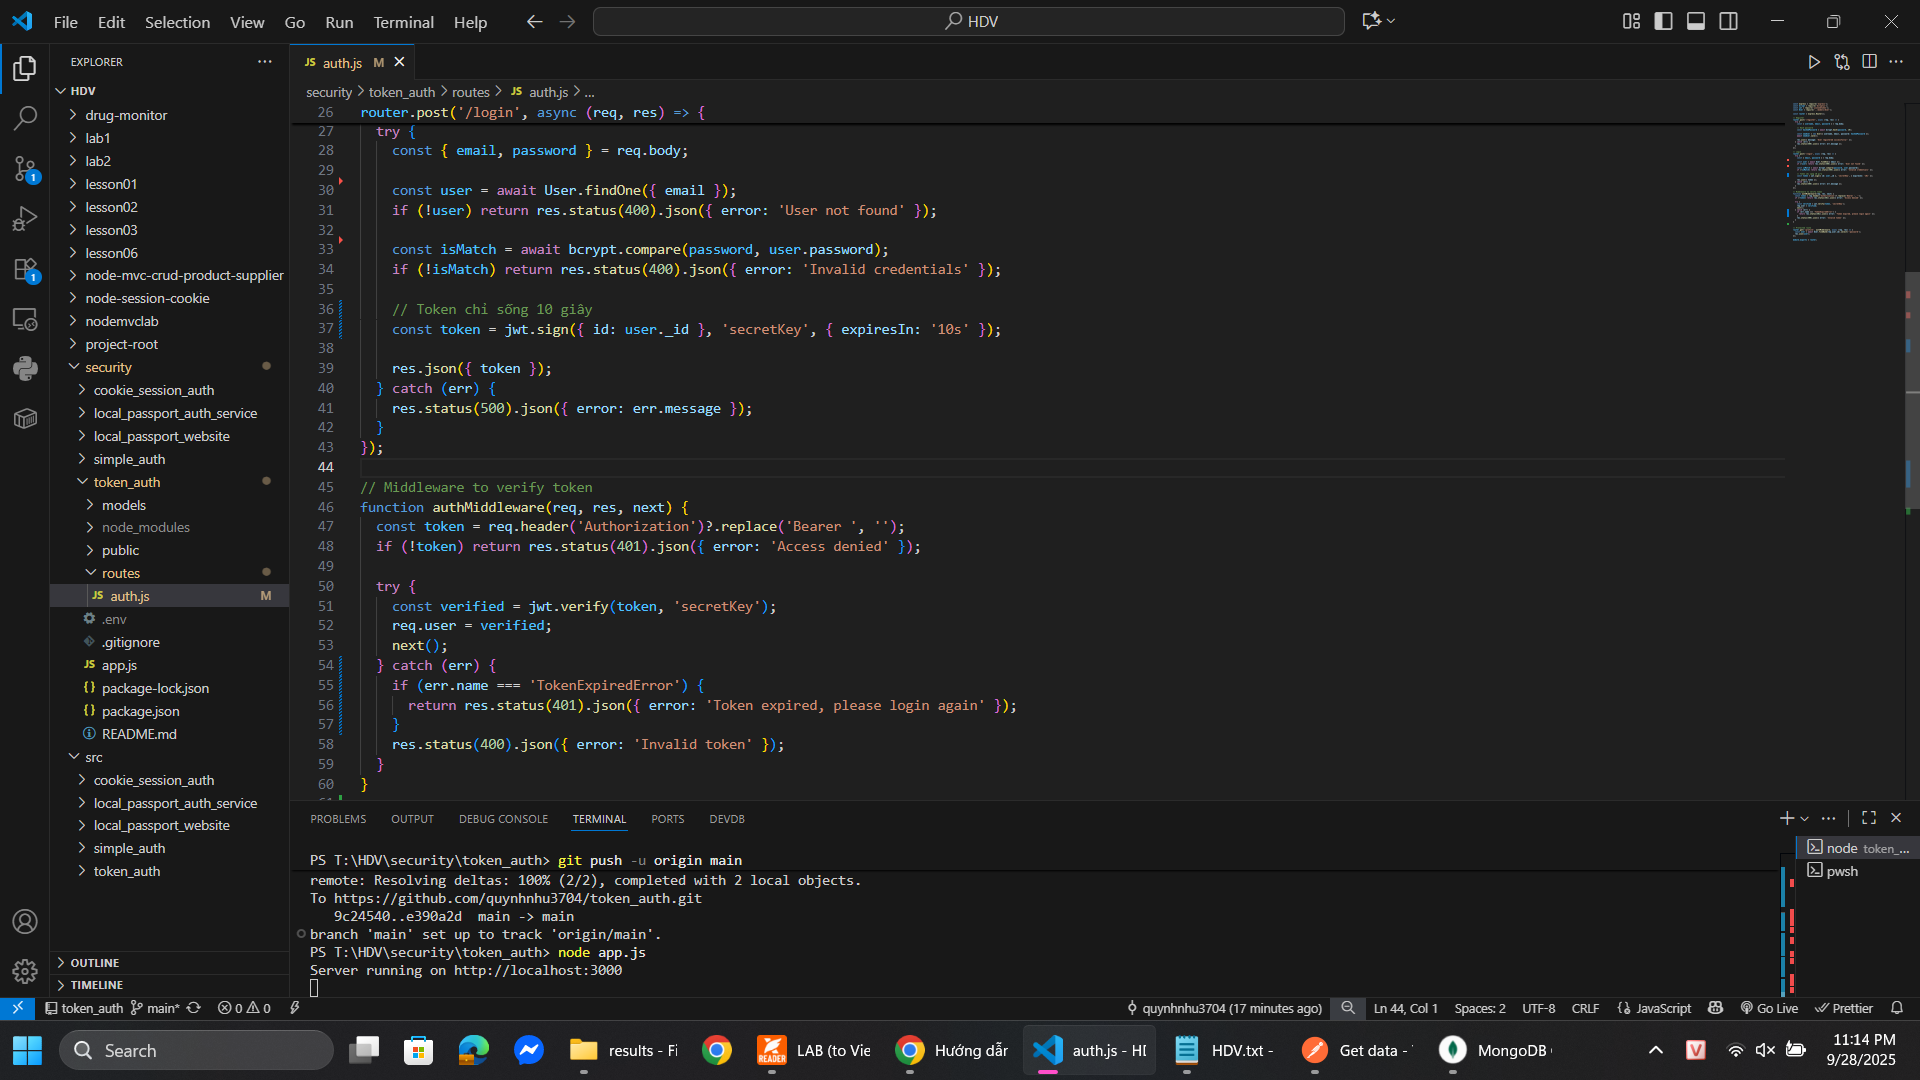 File Edit Selection View Go Run Terminal Help
HDV
EXPLORER
HDV
drug-monitor
lab1
lab2
lesson01
lesson02
lesson03
lesson06
node-mvc-crud-product-supplier
node-session-cookie
nodemvclab
project-root
security
cookie_session_auth
local_passport_auth_service
local_passport_website
simple_auth
token_auth
models
node_modules
public
routes
JS auth.js M
.env
.gitignore
JS app.js
{} package-lock.json
{} package.json
README.md
src
cookie_session_auth
local_passport_auth_service
local_passport_website
simple_auth
token_auth
OUTLINE
TIMELINE
1
1
JS auth.js M
security > token_auth > routes > JS auth.js > ...
26 router.post('/login', async (req, res) => {
27 try {
28 const { email, password } = req.body;
29
30 const user = await User.findOne({ email });
31 if (!user) return res.status(400).json({ error: 'User not found' });
32
33 const isMatch = await bcrypt.compare(password, user.password);
34 if (!isMatch) return res.status(400).json({ error: 'Invalid credentials' });
35
36 // Token chỉ sống 10 giây
37 const token = jwt.sign({ id: user._id }, 'secretKey', { expiresIn: '10s' });
38
39 res.json({ token });
40 } catch (err) {
41 res.status(500).json({ error: err.message });
42 }
43 });
44
45 // Middleware to verify token
46 function authMiddleware(req, res, next) {
47 const token = req.header('Authorization')?.replace('Bearer ', '');
48 if (!token) return res.status(401).json({ error: 'Access denied' });
49
50 try {
51 const verified = jwt.verify(token, 'secretKey');
52 req.user = verified;
53 next();
54 } catch (err) {
55 if (err.name === 'TokenExpiredError') {
56 return res.status(401).json({ error: 'Token expired, please login again' });
57 }
58 res.status(400).json({ error: 'Invalid token' });
59 }
60 }
PROBLEMS OUTPUT DEBUG CONSOLE TERMINAL PORTS DEVDB
PS T:\HDV\security\token_auth> git push -u origin main
remote: Resolving deltas: 100% (2/2), completed with 2 local objects.
To https://github.com/quynhnhu3704/token_auth.git
9c24540..e390a2d main -> main
branch 'main' set up to track 'origin/main'.
PS T:\HDV\security\token_auth> node app.js
Server running on http://localhost:3000
node token_...
pwsh
token_auth main* 0 0 quynhnhu3704 (17 minutes ago) Ln 44, Col 1 Spaces: 2 UTF-8 CRLF {} JavaScript Go Live Prettier
Search
results - Fi
READER
LAB (to Vie
Hướng dẫn
auth.js - HD
HDV.txt -
Get data -
MongoDB
V
11:14 PM
9/28/2025